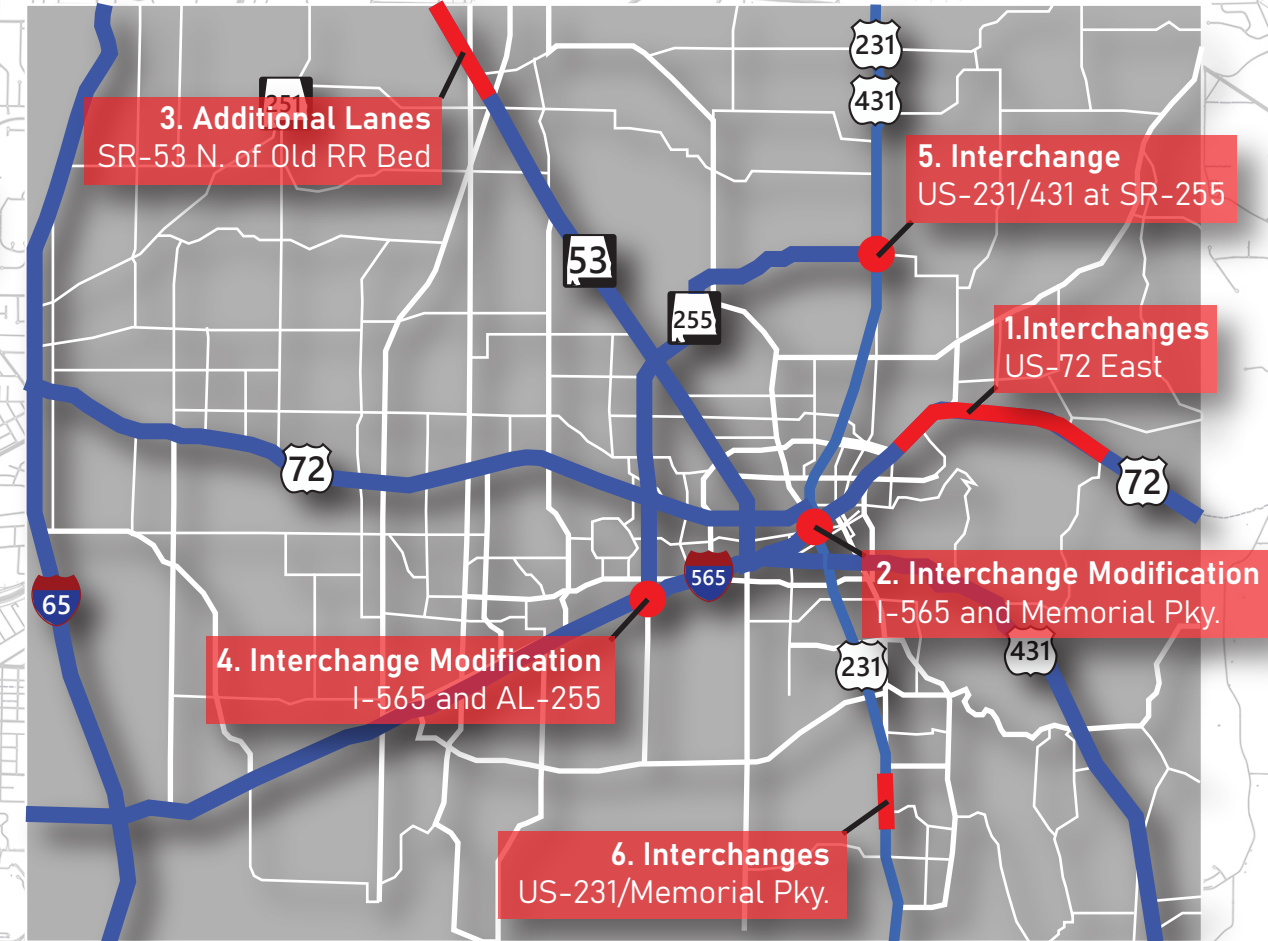 231
431
251
3. Additional Lanes
SR-53 N. of Old RR Bed
5. Interchange
US-231/431 at SR-255
53
255
1.Interchanges
US-72 East
72
72
565
2. Interchange Modification
I-565 and Memorial Pky.
65
4. Interchange Modification
I-565 and AL-255
231
431
6. Interchanges
US-231/Memorial Pky.